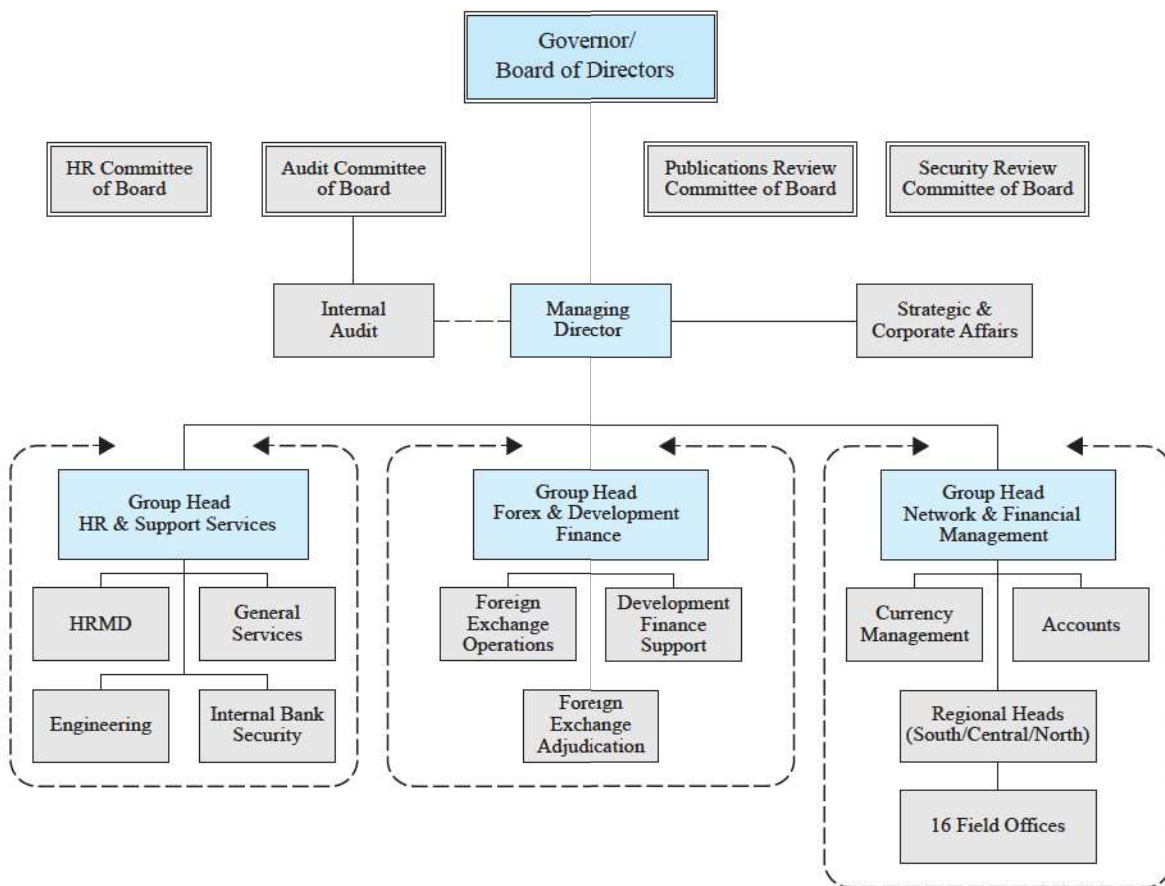 Governor/
Board of Directors
HR Committee
of Board
Audit Committee
of Board
Publications Review
Committee of Board
Security Review
Committee of Board
Internal
Audit
Managing
Director
Strategic &
Corporate Affairs
Group Head
HR & Support Services
Group Head
Forex & Development
Finance
Group Head
Network & Financial
Management
HRMD
General
Services
Foreign
Exchange
Operations
Development
Finance
Support
Currency
Management
Accounts
Engineering
Internal Bank
Security
Foreign
Exchange
Adjudication
Regional Heads
(South/Central/North)
16 Field Offices